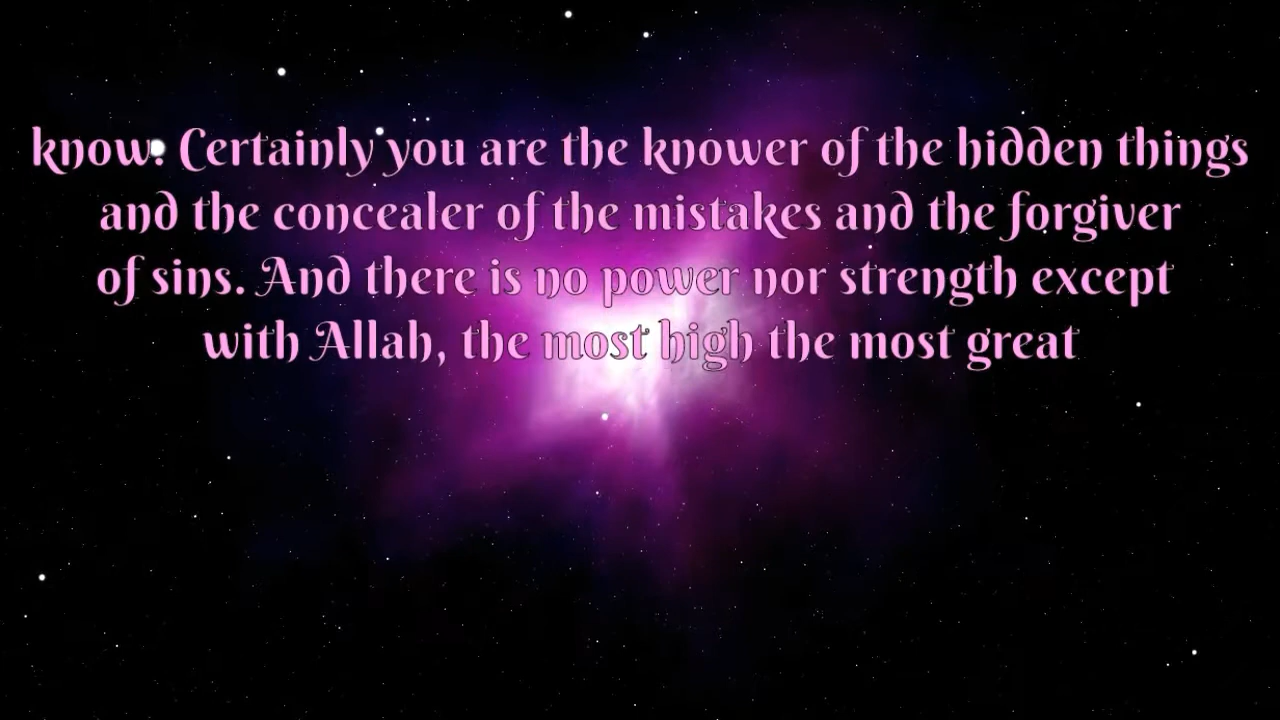 know. Certainly you are the knower of the hidden things
and the concealer of the mistakes and the forgiver
of sins. And there is no power nor strength except
with Allah, the most high the most great